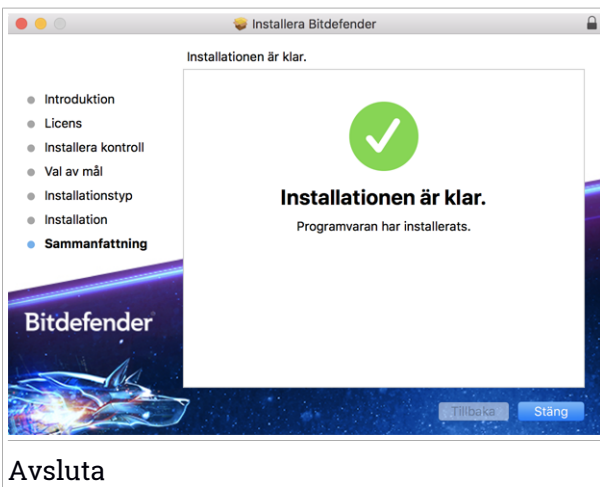 Installera Bitdefender
Installationen är klar.
Introduktion
Licens
Installera kontroll
Val av mål
Installationstyp
Installation
Sammanfattning
Installationen är klar.
Programvaran har installerats.
Bitdefender
Tillbaka
Stäng
Avsluta